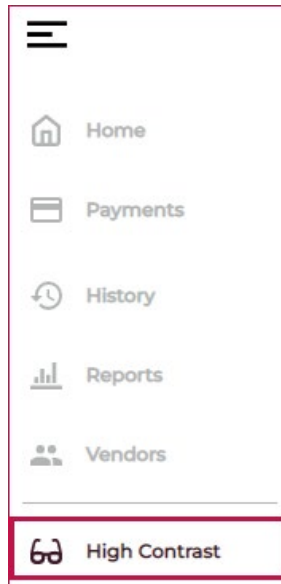 Home
Payments
History
Reports
Vendors
High Contrast